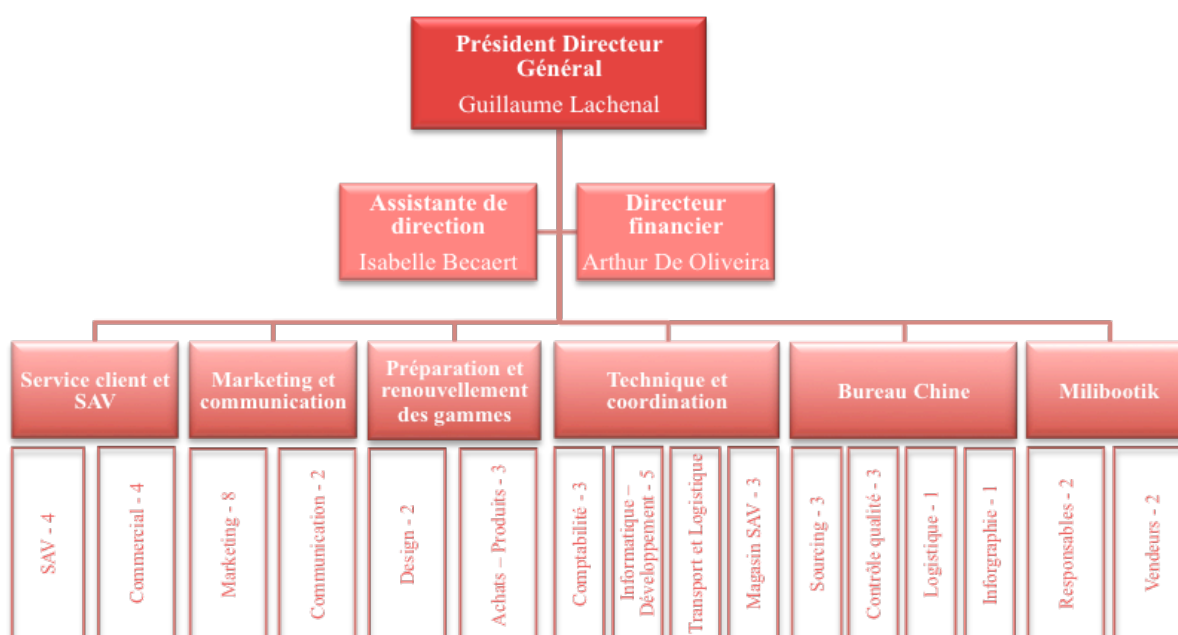 Président Directeur
Général
Guillaume Lachenal
Assistante de
direction
Isabelle Becaert
Directeur
financier
Arthur De Oliveira
Service client et
SAV
Marketing et
communication
Préparation et
renouvellement
des gammes
Technique et
coordination
Bureau Chine
Milibootik
SAV - 4
Commercial - 4
Marketing - 8
Communication - 2
Design - 2
Achats – Produits - 3
Comptabilité - 3
Informatique –
Développement - 5
Transport et Logistique
Magasin SAV - 3
Sourcing - 3
Contrôle qualité - 3
Logistique - 1
Inforgraphie - 1
Responsables - 2
Vendeurs - 2